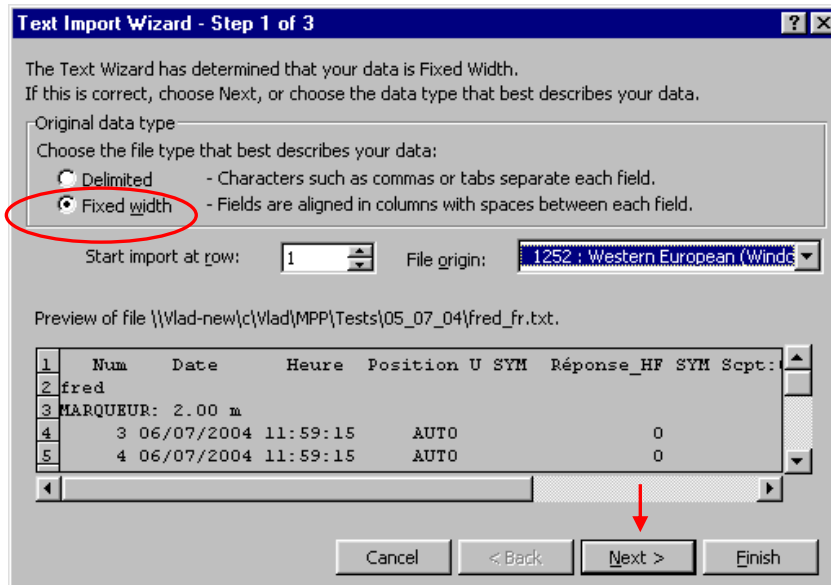 Text Import Wizard - Step 1 of 3
The Text Wizard has determined that your data is Fixed Width.
If this is correct, choose Next, or choose the data type that best describes your data.
Original data type
Choose the file type that best describes your data:
Delimited - Characters such as commas or tabs separate each field.
Fixed width - Fields are aligned in columns with spaces between each field.
Start import at row: 1 File origin: 1252 : Western European (Windo
Preview of file \\Vlad-new\c\Vlad\MPP\Tests\05_07_04\fred_fr.txt.
1 Num Date Heure Position U SYM Réponse_HF SYM Scpt:
2 fred
3 MARQUEUR: 2.00 m
4 3 06/07/2004 11:59:15 AUTO 0
5 4 06/07/2004 11:59:15 AUTO 0
Cancel < Back Next > Finish